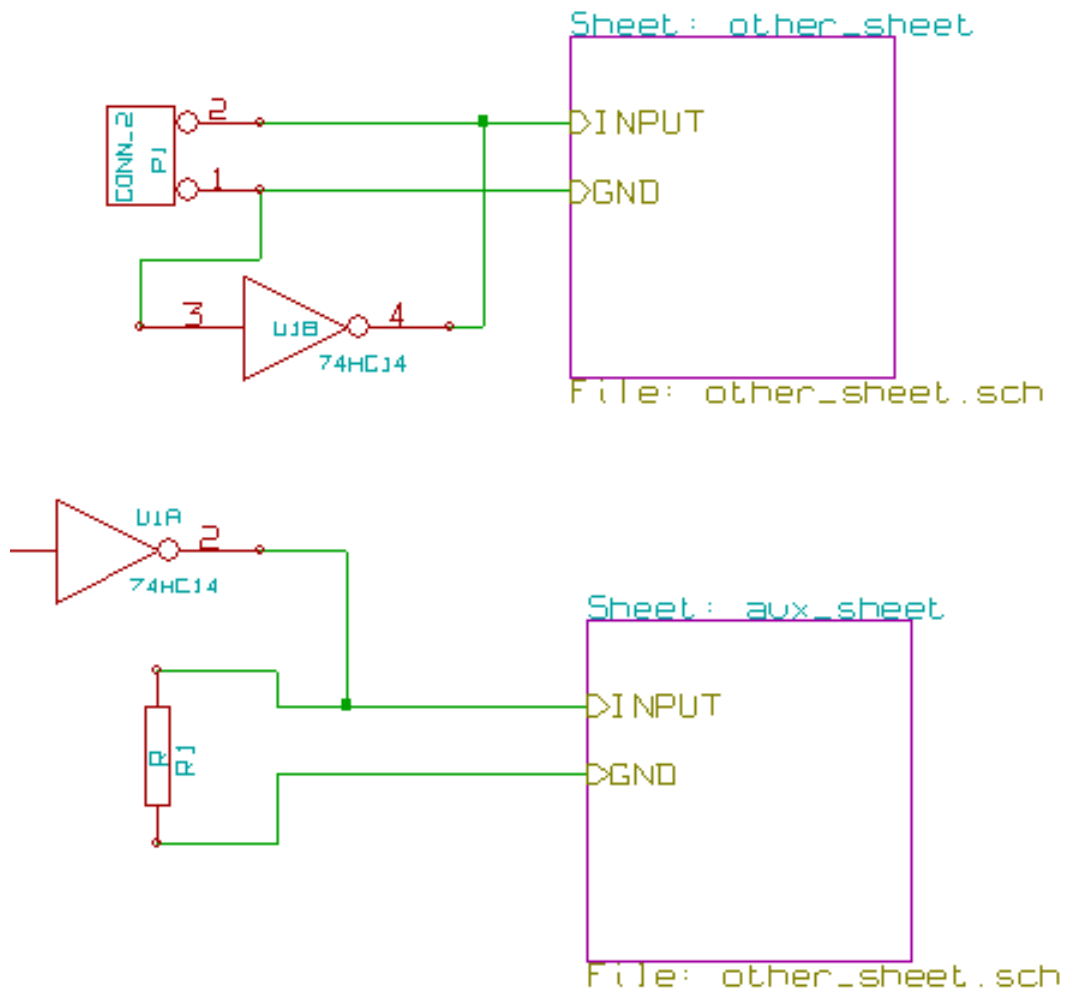 Sheet: other_sheet
2
INPUT
CONN_2
P1
1
GND
3
U1B
4
74HC14
File: other_sheet.sch
U1A
2
74HC14
Sheet: aux_sheet
INPUT
R
R1
GND
File: other_sheet.sch